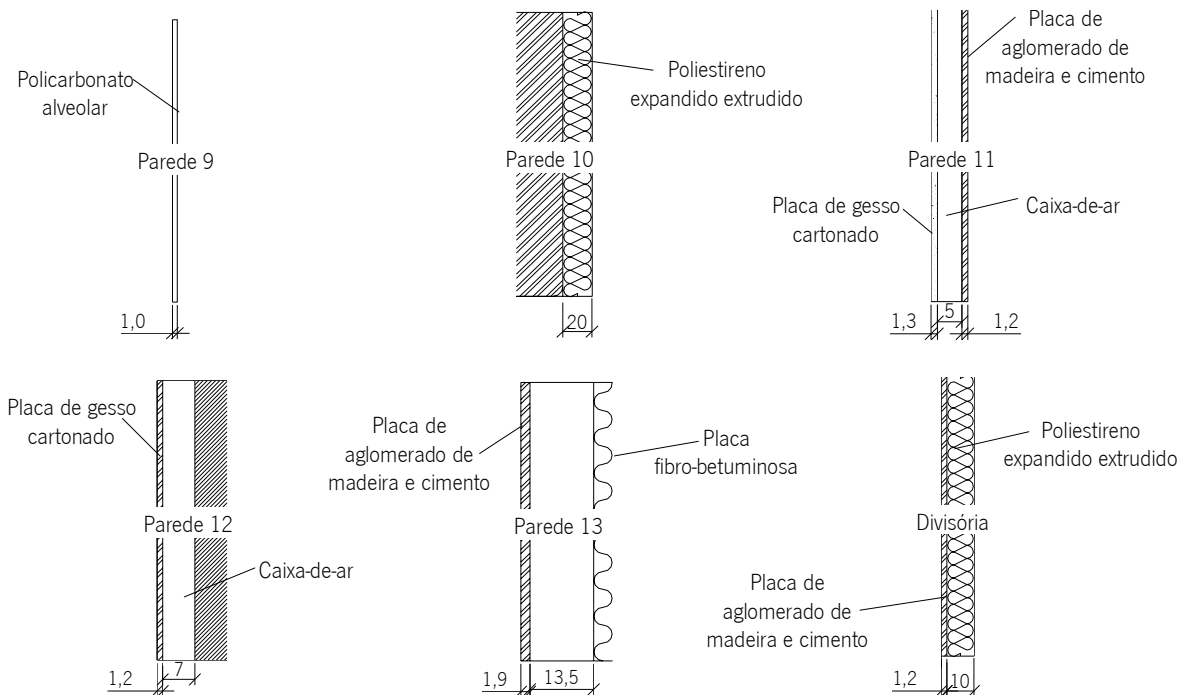 Policarbonato
alveolar
Parede 9
1,0
Poliestireno
expandido extrudido
Parede 10
20
Placa de
aglomerado de
madeira e cimento
Parede 11
Placa de gesso
cartonado
Caixa-de-ar
1,3
5
1,2
Placa de gesso
cartonado
Parede 12
Caixa-de-ar
1,2
7
Placa de
aglomerado de
madeira e cimento
Placa
fibro-betuminosa
Parede 13
1,9
13,5
Poliestireno
expandido extrudido
Divisória
Placa de
aglomerado de
madeira e cimento
1,2
10